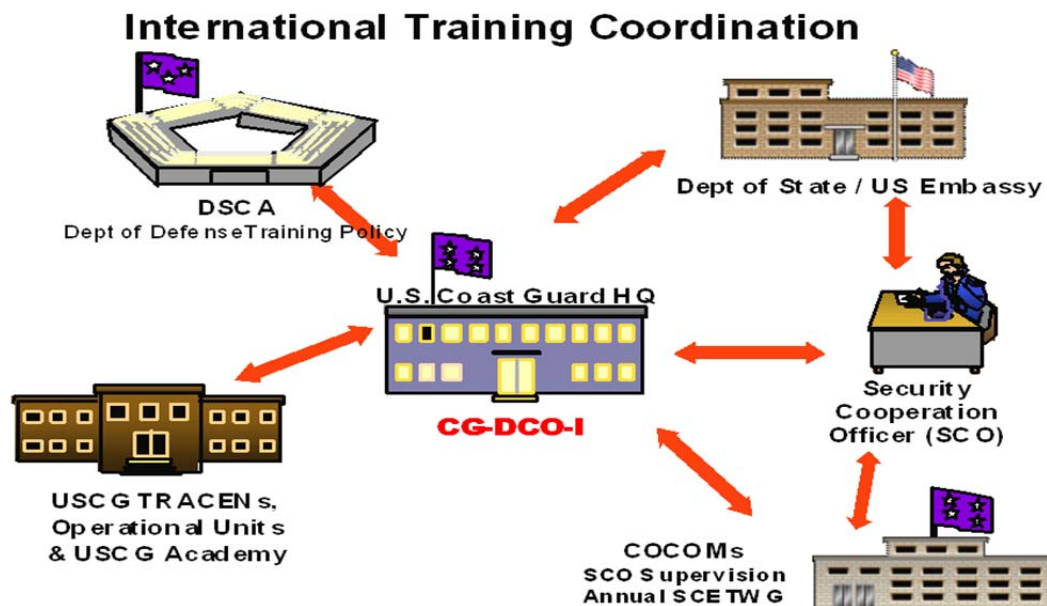 International Training Coordination
DSCA
Dept of Defense Training Policy
Dept of State / US Embassy
U.S. Coast Guard HQ
CG-DCO-I
Security
Cooperation
Officer (SCO)
USCG TRACENs,
Operational Units
& USCG Academy
COCOMs
SCO Supervision
Annual SCETWG